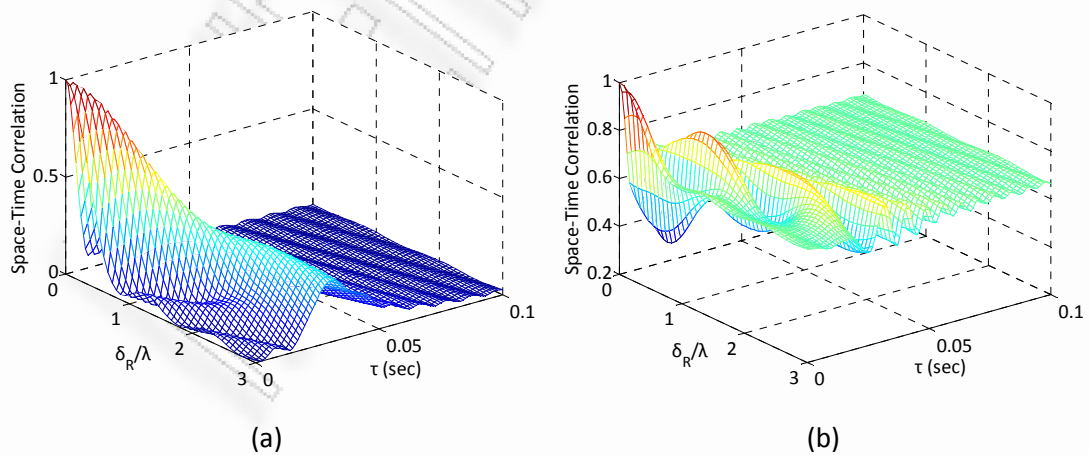 1
0.5
0
Space-Time Correlation
0
1
2
3
δ_R/λ
0
0.05
0.1
τ (sec)
(a)
1
0.8
0.6
0.4
0.2
Space-Time Correlation
0
1
2
3
δ_R/λ
0
0.05
0.1
τ (sec)
(b)